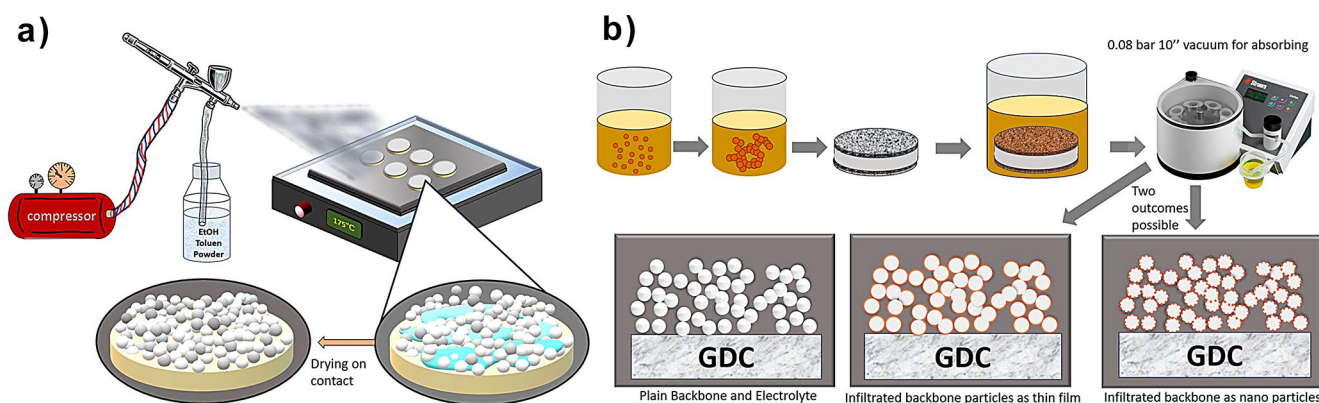 a)
compressor
EtOH
Toluen
Powder
175°C
Drying on
contact
b)
0.08 bar 10’’ vacuum for absorbing
Two
outcomes
possible
GDC
GDC
GDC
Plain Backbone and Electrolyte
Infiltrated backbone particles as thin film
Infiltrated backbone as nano particles